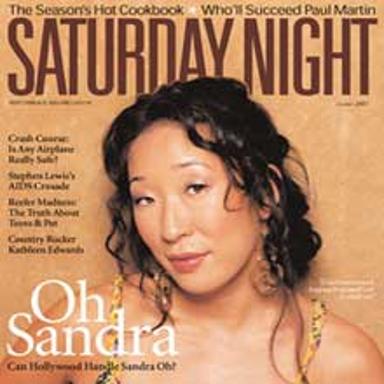 The Season's Hot Cookbook Who'll Succeed Paul Martin
SATURDAY NIGHT
Crash Course:
Is Any Airplane
Really Safe?
Stephen Lewis's
AIDS Crusade
Reefer Madness:
The Truth About
Teens & Pot
Country Rocker
Kathleen Edwards
Oh,
Sandra
Can Hollywood Handle Sandra Oh?